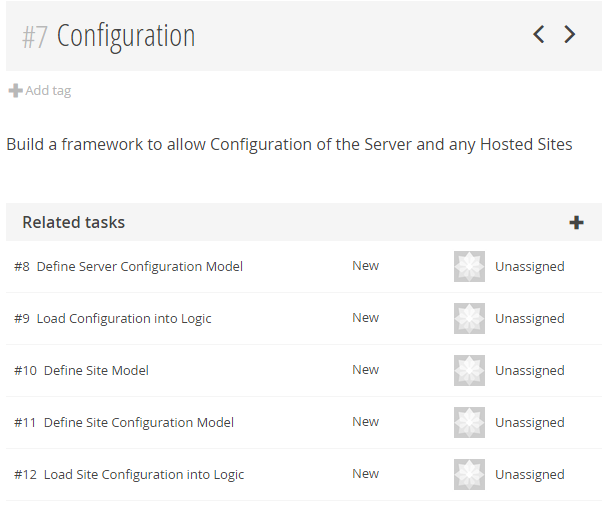 #7 Configuration
Add tag
Build a framework to allow Configuration of the Server and any Hosted Sites
Related tasks
#8 Define Server Configuration Model New Unassigned
#9 Load Configuration into Logic New Unassigned
#10 Define Site Model New Unassigned
#11 Define Site Configuration Model New Unassigned
#12 Load Site Configuration into Logic New Unassigned